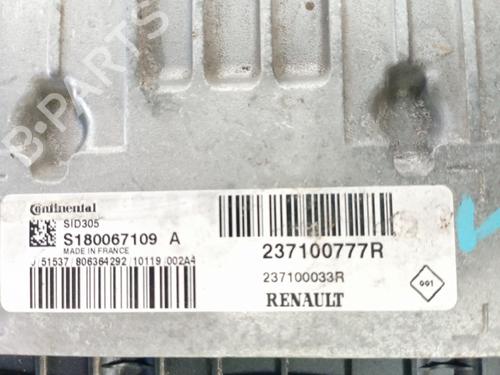 B-PARTS
Continental
SID305
S180067109 A
MADE IN FRANCE
J 51537 806364292 10119 002A4
237100777R
237100033R
RENAULT
001